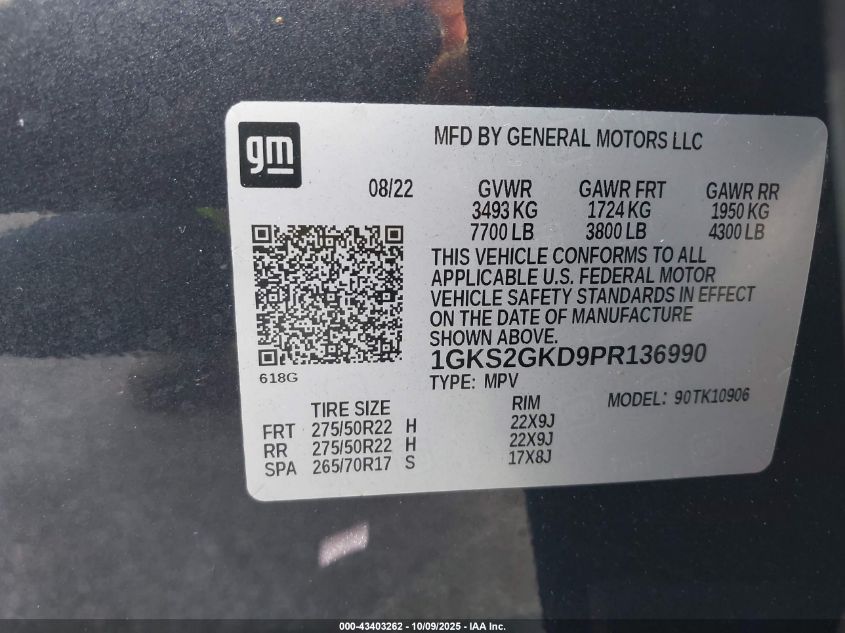 gm
MFD BY GENERAL MOTORS LLC
08/22 GVWR GAWR FRT GAWR RR
3493 KG 1724 KG 1950 KG
7700 LB 3800 LB 4300 LB
THIS VEHICLE CONFORMS TO ALL
APPLICABLE U.S. FEDERAL MOTOR
VEHICLE SAFETY STANDARDS IN EFFECT
ON THE DATE OF MANUFACTURE
SHOWN ABOVE.
1GKS2GKD9PR136990
618G
TYPE: MPV
MODEL: 90TK10906
TIRE SIZE RIM
FRT 275/50R22 H 22X9J
RR 275/50R22 H 22X9J
SPA 265/70R17 S 17X8J
000-43403262 - 10/09/2025 - IAA Inc.